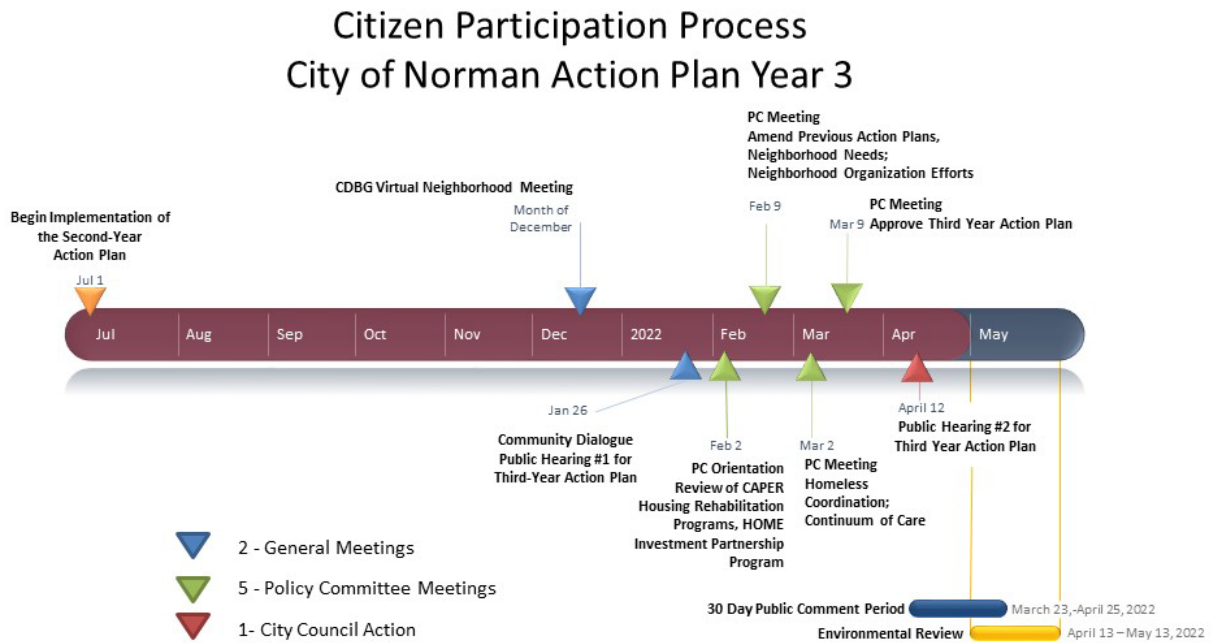 Citizen Participation Process
City of Norman Action Plan Year 3
PC Meeting
Amend Previous Action Plans,
Neighborhood Needs;
Neighborhood Organization Efforts
Feb 9
CDBG Virtual Neighborhood Meeting
Month of
December
PC Meeting
Approve Third Year Action Plan
Mar 9
Begin Implementation of
the Second-Year
Action Plan
Jul 1
Jul
Aug
Sep
Oct
Nov
Dec
2022
Feb
Mar
Apr
May
Jan 26
Community Dialogue
Public Hearing #1 for
Third-Year Action Plan
Feb 2
PC Orientation
Review of CAPER
Housing Rehabilitation
Programs, HOME
Investment Partnership
Program
Mar 2
PC Meeting
Homeless
Coordination;
Continuum of Care
April 12
Public Hearing #2 for
Third Year Action Plan
2 - General Meetings
5 - Policy Committee Meetings
1- City Council Action
30 Day Public Comment Period
March 23,-April 25, 2022
Environmental Review
April 13 – May 13, 2022